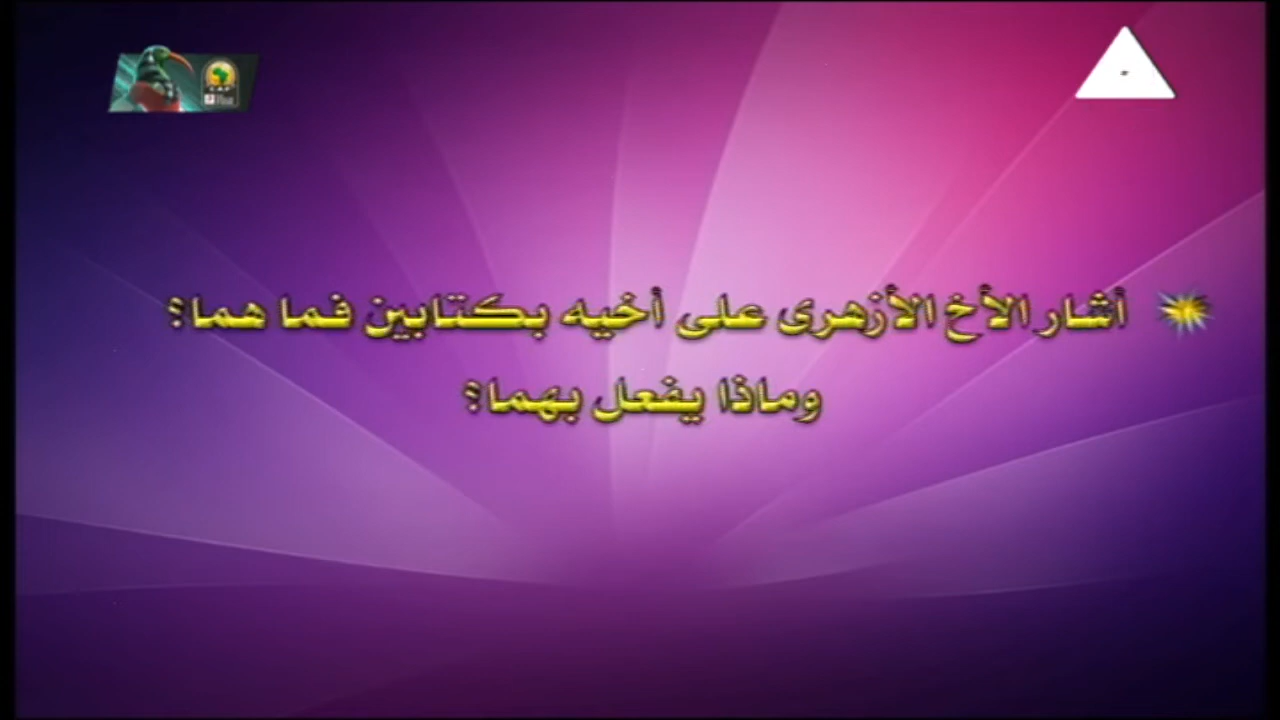 أشار الأخ الأزهرى على أخيه بكتابين فما هما؟
وماذا يفعل بهما؟